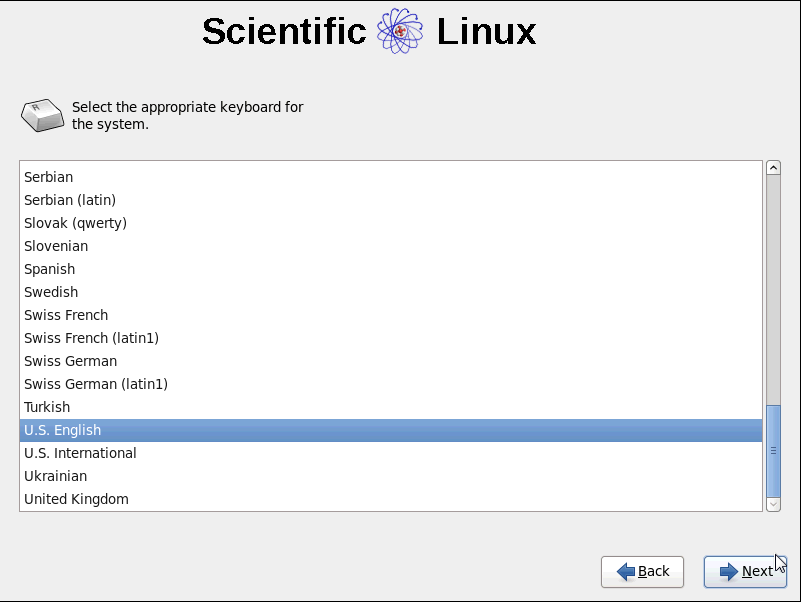 Scientific Linux
Select the appropriate keyboard for
the system.
Serbian
Serbian (latin)
Slovak (qwerty)
Slovenian
Spanish
Swedish
Swiss French
Swiss French (latin1)
Swiss German
Swiss German (latin1)
Turkish
U.S. English
U.S. International
Ukrainian
United Kingdom
Back
Next